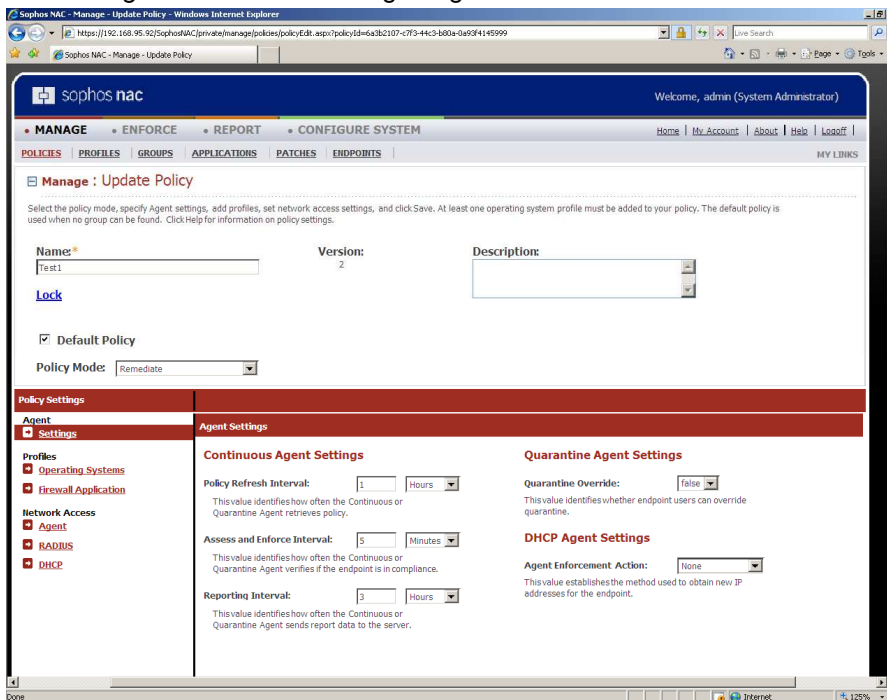 Sophos NAC - Manage - Update Policy - Windows Internet Explorer
https://192.168.95.92/SophosNAC/private/manage/policies/policyEdit.aspx?policyId=6a3b2107-c7f3-44c3-b80a-0a93f4145999
Live Search
Sophos NAC - Manage - Update Policy
Page
Tools
sophos nac
Welcome, admin (System Administrator)
• MANAGE • ENFORCE • REPORT • CONFIGURE SYSTEM
Home | My Account | About | Help | Logoff |
POLICIES | PROFILES | GROUPS | APPLICATIONS | PATCHES | ENDPOINTS |
MY LINKS
Manage : Update Policy
Select the policy mode, specify Agent settings, add profiles, set network access settings, and click Save. At least one operating system profile must be added to your policy. The default policy is
used when no group can be found. Click Help for information on policy settings.
Name:*
Version:
Description:
Test1
2
Lock
Default Policy
Policy Mode: Remediate
Policy Settings
Agent
Settings
Profiles
Operating Systems
Firewall Application
Network Access
Agent
RADIUS
DHCP
Agent Settings
Continuous Agent Settings
Policy Refresh Interval: 1 Hours
This value identifies how often the Continuous or
Quarantine Agent retrieves policy.
Assess and Enforce Interval: 5 Minutes
This value identifies how often the Continuous or
Quarantine Agent verifies if the endpoint is in compliance.
Reporting Interval: 3 Hours
This value identifies how often the Continuous or
Quarantine Agent sends report data to the server.
Quarantine Agent Settings
Quarantine Override: false
This value identifies whether endpoint users can override
quarantine.
DHCP Agent Settings
Agent Enforcement Action: None
This value establishes the method used to obtain new IP
addresses for the endpoint.
Done
Internet
125%